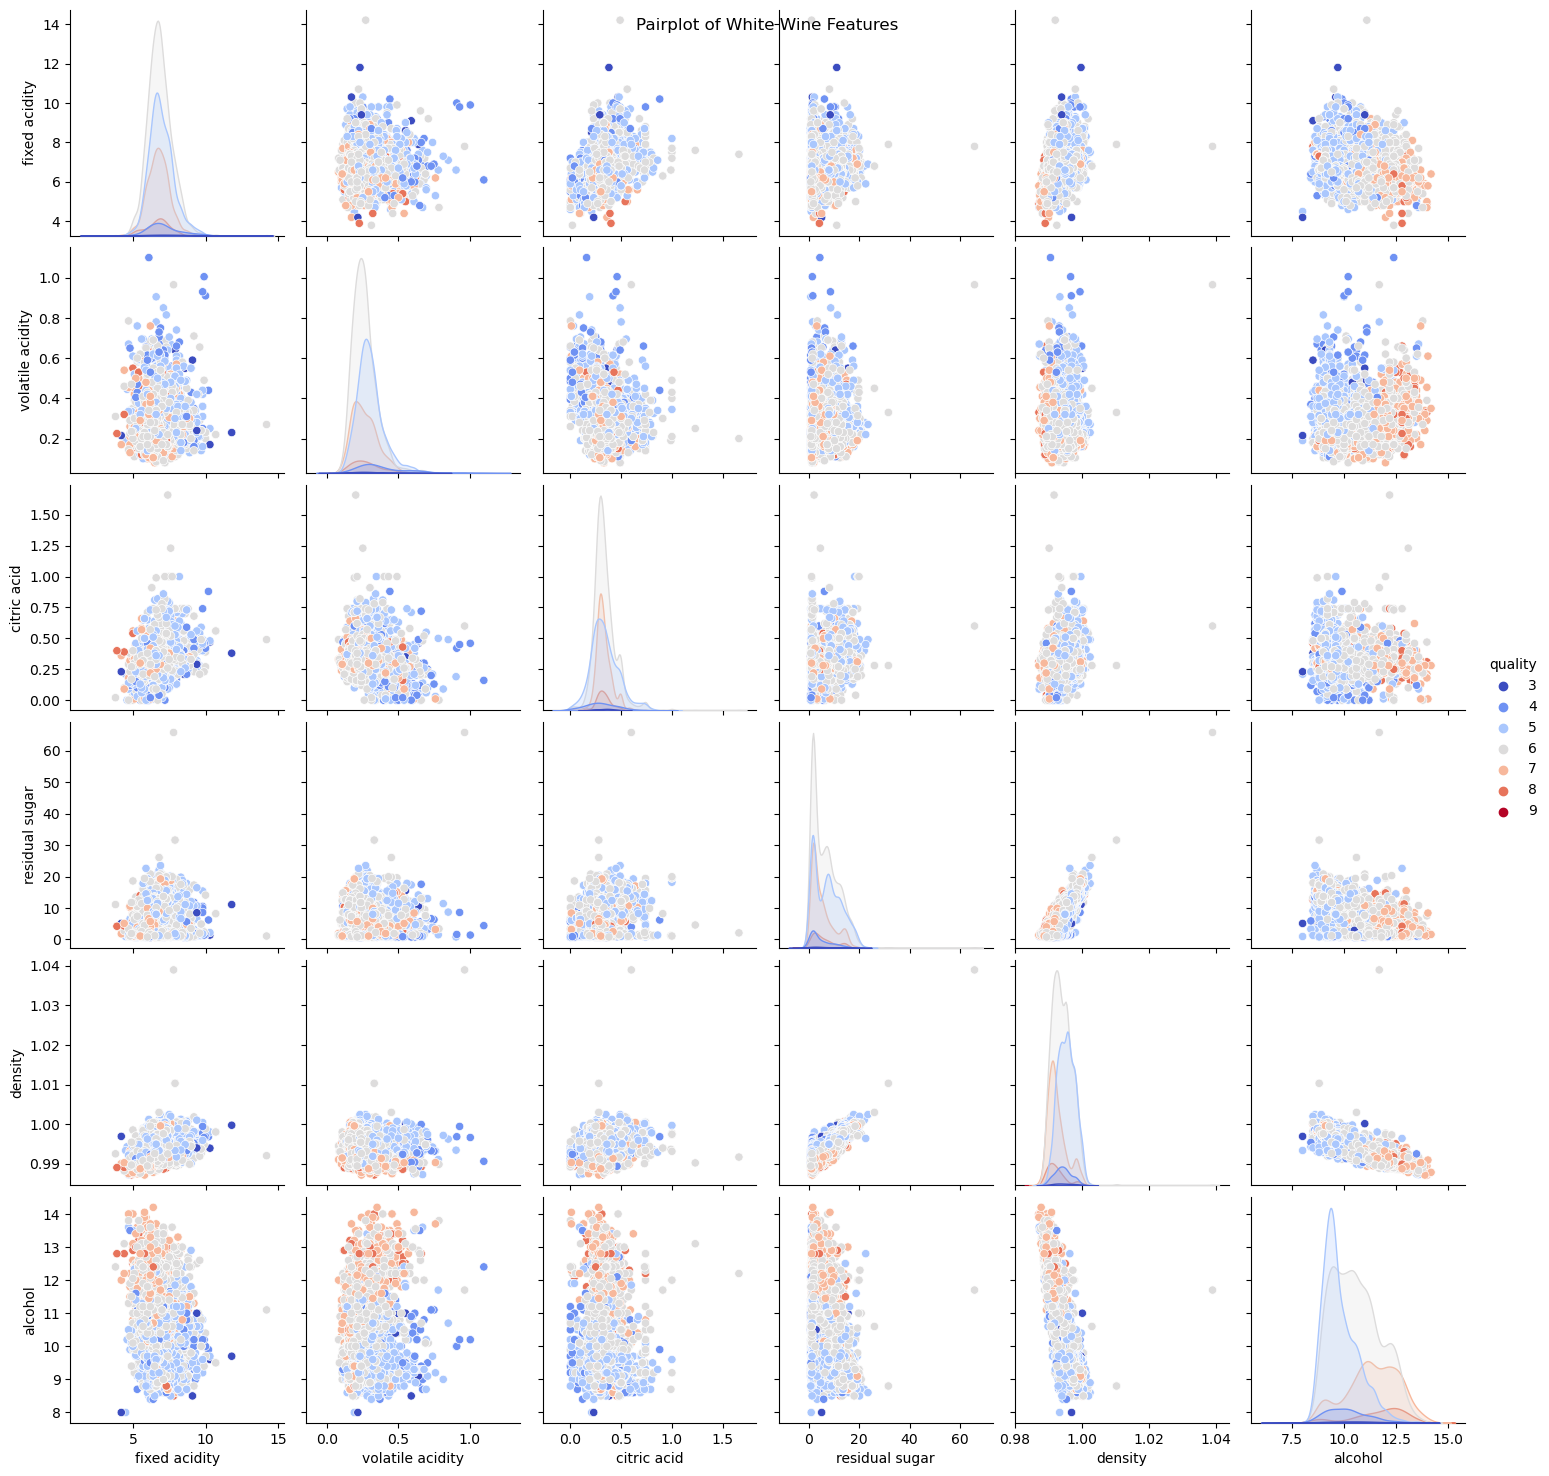 Pairplot of White Wine Features
14
12
10
8
6
4
fixed acidity
1.0
0.8
0.6
0.4
0.2
volatile acidity
1.50
1.25
1.00
0.75
0.50
0.25
0.00
citric acid
60
50
40
30
20
10
0
residual sugar
1.04
1.03
1.02
1.01
1.00
0.99
density
14
13
12
11
10
9
8
alcohol
5 10 15
fixed acidity
0.0 0.5 1.0
volatile acidity
0.0 0.5 1.0 1.5
citric acid
0 20 40 60
residual sugar
0.98 1.00 1.02 1.04
density
7.5 10.0 12.5 15.0
alcohol
quality
3
4
5
6
7
8
9